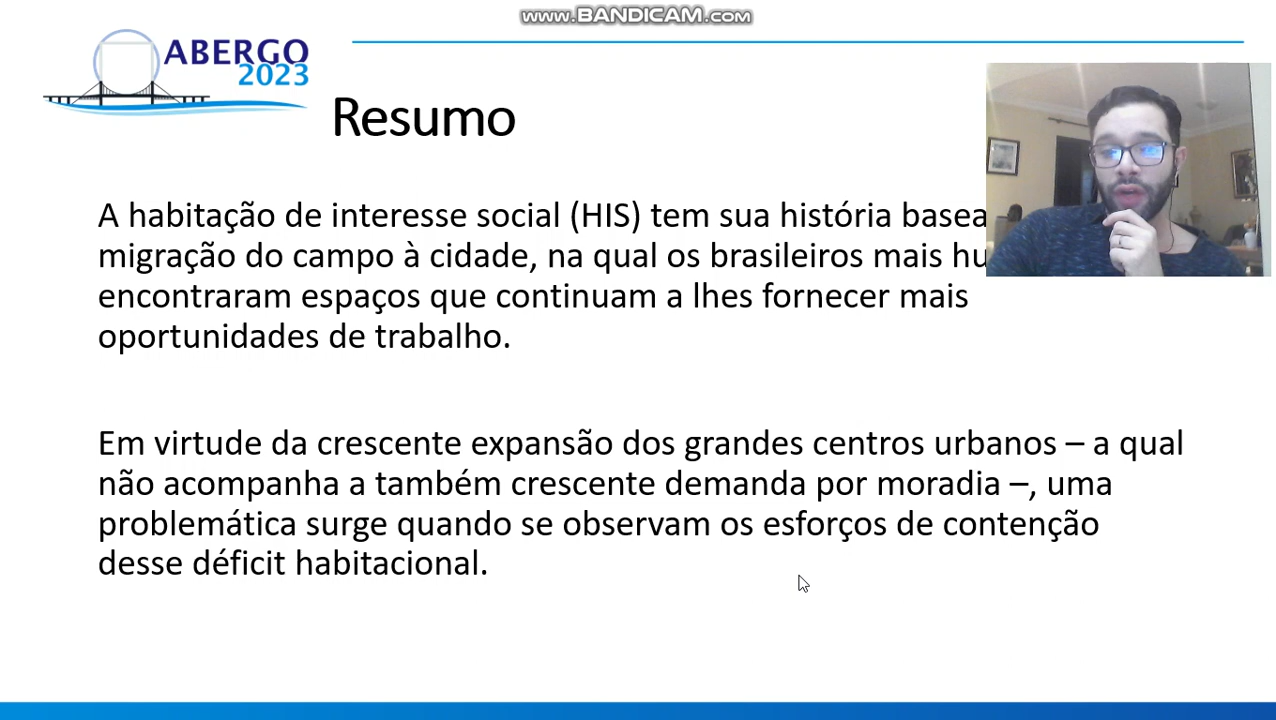 WWW.BANDICAM.COM
ABERGO
2023
Resumo
A habitação de interesse social (HIS) tem sua história
migração do campo à cidade, na qual os brasileiros mais
encontraram espaços que continuam a lhes fornecer mais
oportunidades de trabalho.
Em virtude da crescente expansão dos grandes centros urbanos – a qual
não acompanha a também crescente demanda por moradia –, uma
problemática surge quando se observam os esforços de contenção
desse déficit habitacional.